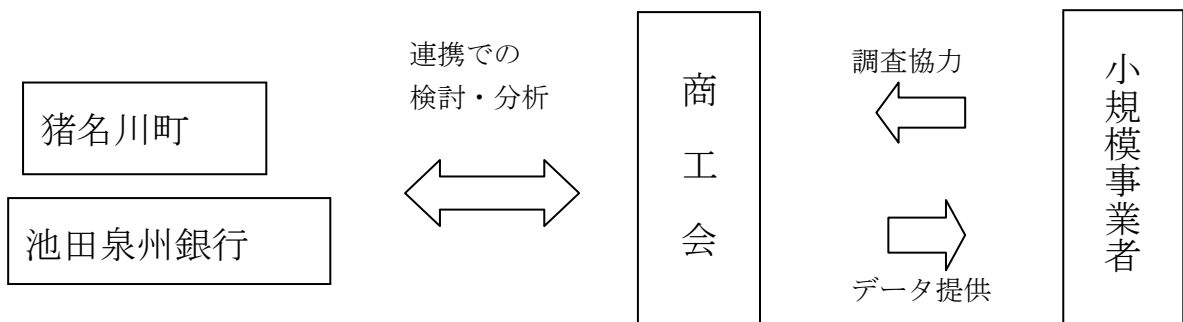 猪名川町
池田泉州銀行
連携での
検討・分析
商工会
調査協力
データ提供
小規模事業者